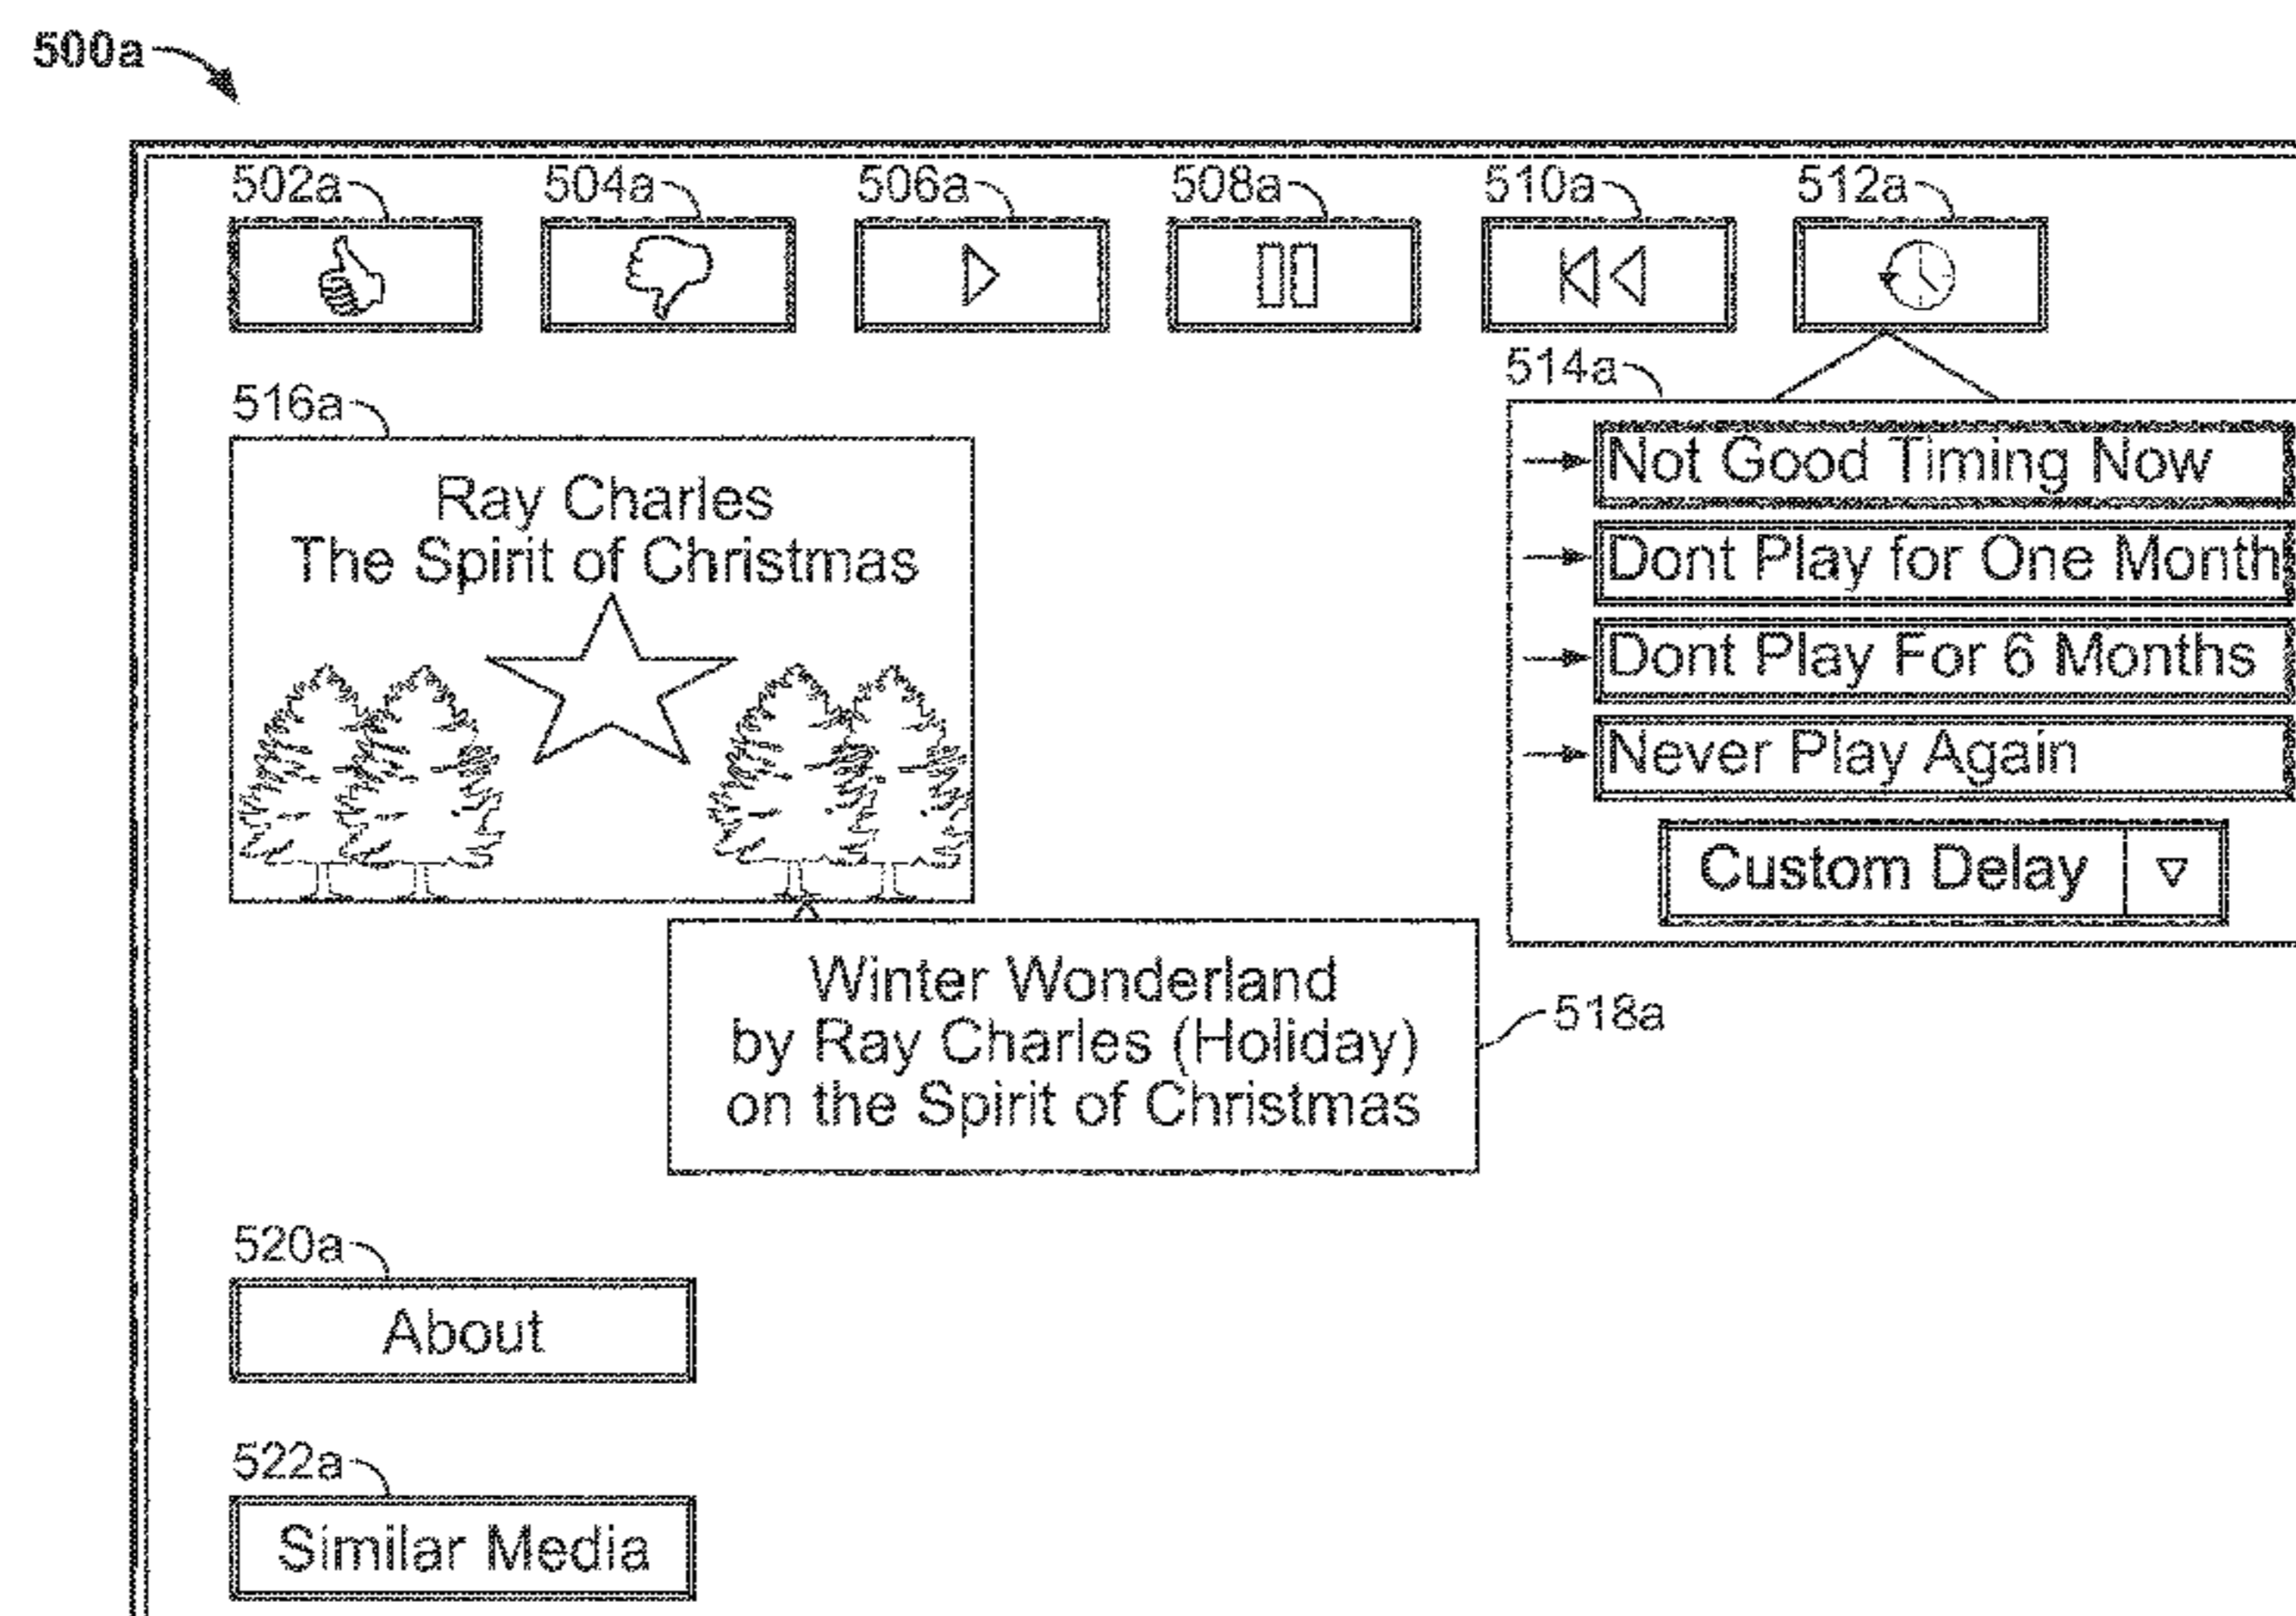 500a
502a
504a
506a
508a
510a
512a
514a
516a
Ray Charles
The Spirit of Christmas
Not Good Timing Now
Dont Play for One Month
Dont Play For 6 Months
Never Play Again
Custom Delay
Winter Wonderland
by Ray Charles (Holiday)
on the Spirit of Christmas
518a
520a
About
522a
Similar Media